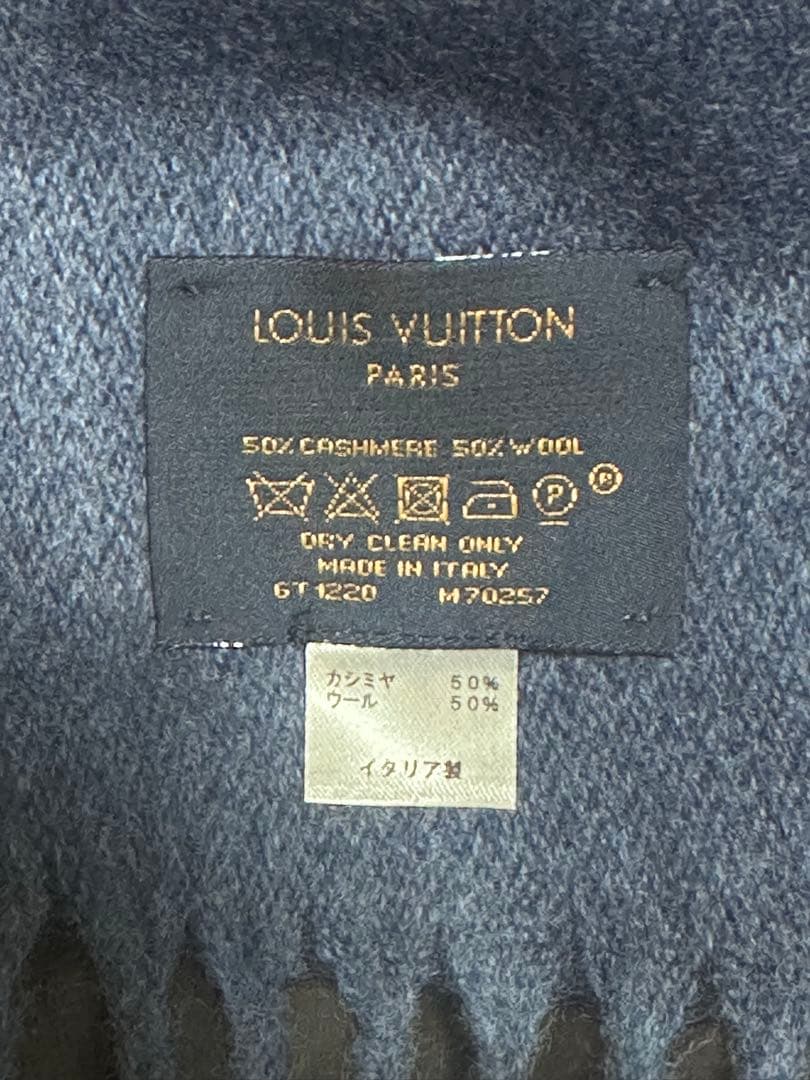 LOUIS VUITTON
PARIS
50% CASHMERE 50% WOOL
P R
DRY CLEAN ONLY
MADE IN ITALY
GT1220 M70257
カシミヤ 50%
ウール 50%
イタリア製